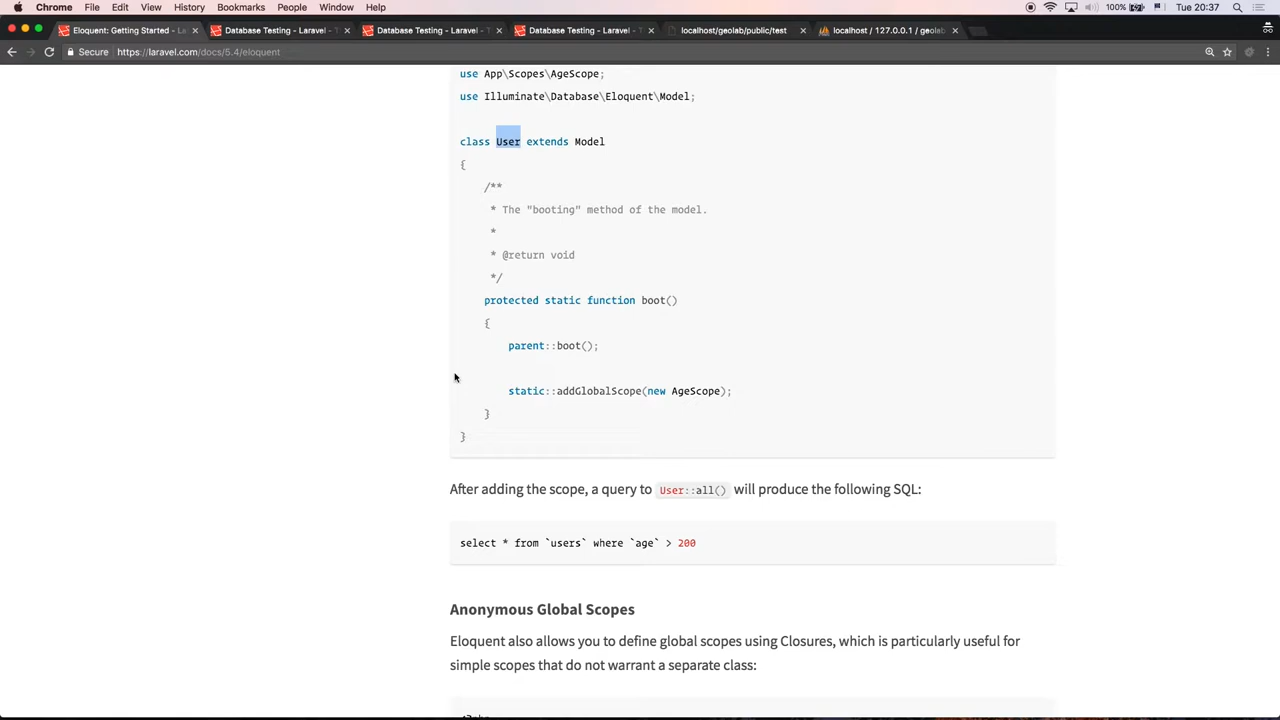 Chrome File Edit View History Bookmarks People Window Help 100% Tue 20:37
Eloquent: Getting Started - La × Database Testing - Laravel - T × Database Testing - Laravel - T × Database Testing - Laravel - T × localhost/geolab/public/test × localhost / 127.0.0.1 / geolab ×
Secure https://laravel.com/docs/5.4/eloquent
use App\Scopes\AgeScope;
use Illuminate\Database\Eloquent\Model;
class User extends Model
{
/**
* The "booting" method of the model.
*
* @return void
*/
protected static function boot()
{
parent::boot();
static::addGlobalScope(new AgeScope);
}
}
After adding the scope, a query to User::all() will produce the following SQL:
select * from `users` where `age` > 200
Anonymous Global Scopes
Eloquent also allows you to define global scopes using Closures, which is particularly useful for
simple scopes that do not warrant a separate class: